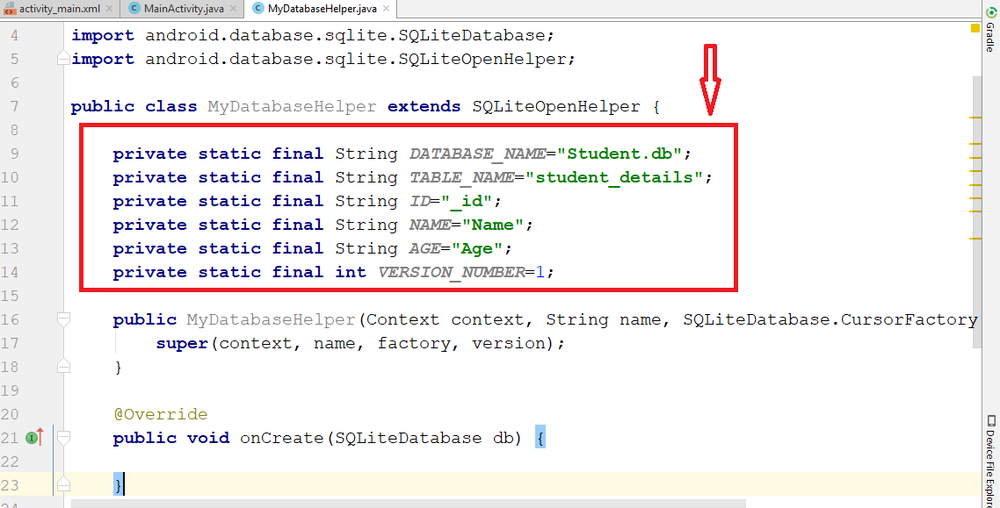 activity_main.xml MainActivity.java MyDatabaseHelper.java
4 import android.database.sqlite.SQLiteDatabase;
5 import android.database.sqlite.SQLiteOpenHelper;
6
7 public class MyDatabaseHelper extends SQLiteOpenHelper {
8
9 private static final String DATABASE_NAME="Student.db";
10 private static final String TABLE_NAME="student_details";
11 private static final String ID="_id";
12 private static final String NAME="Name";
13 private static final String AGE="Age";
14 private static final int VERSION_NUMBER=1;
15
16 public MyDatabaseHelper(Context context, String name, SQLiteDatabase.CursorFactory
17 super(context, name, factory, version);
18 }
19
20 @Override
21 public void onCreate(SQLiteDatabase db) {
22
23 }
Gradle
Device File Explor